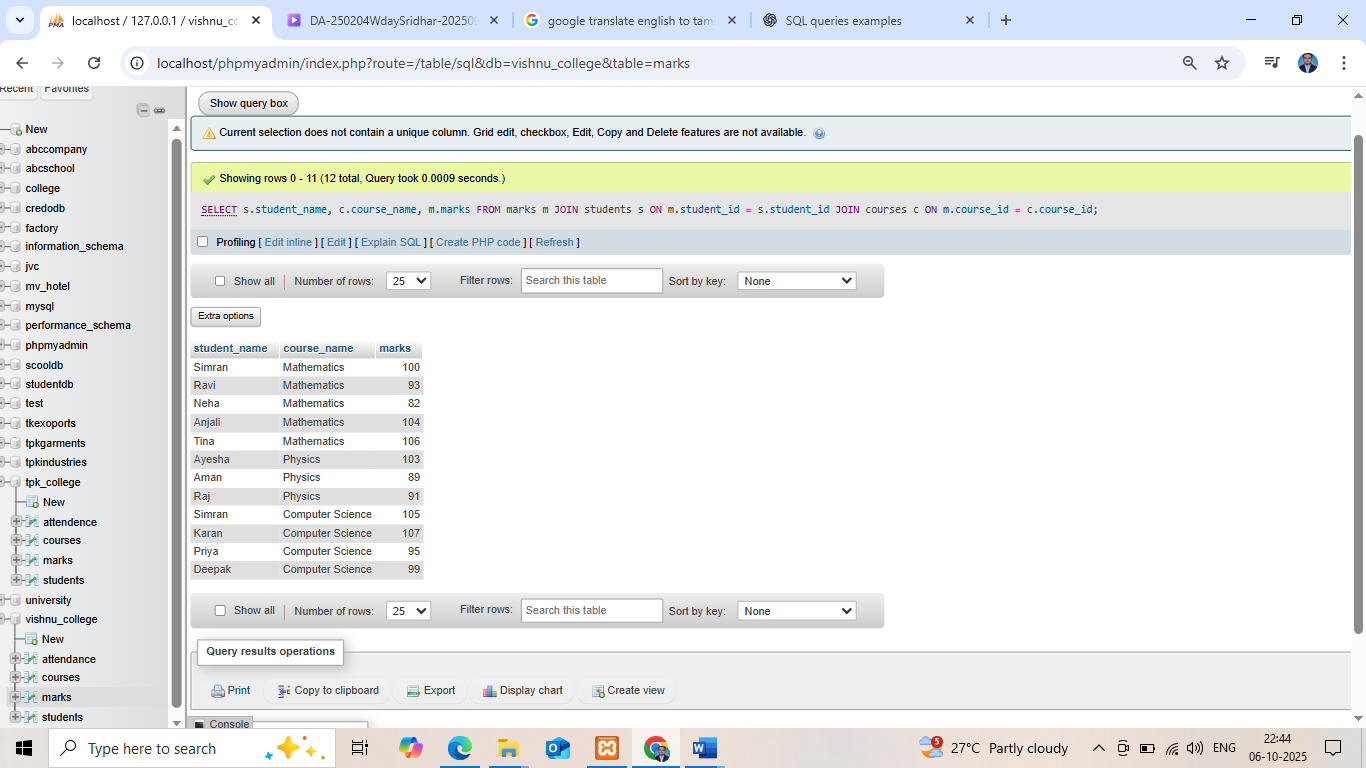 localhost / 127.0.0.1 / vishnu_co
DA-250204WdaySridhar-202509
google translate english to tami
SQL queries examples
localhost/phpmyadmin/index.php?route=/table/sql&db=vishnu_college&table=marks
Recent Favorites
New
abccompany
abcschool
college
credodb
factory
information_schema
jvc
mv_hotel
mysql
performance_schema
phpmyadmin
scooldb
studentdb
test
tkexoports
tpkgarments
tpkindustries
tpk_college
New
attendence
courses
marks
students
university
vishnu_college
New
attendance
courses
marks
students
Show query box
Current selection does not contain a unique column. Grid edit, checkbox, Edit, Copy and Delete features are not available.
Showing rows 0 - 11 (12 total, Query took 0.0009 seconds.)
SELECT s.student_name, c.course_name, m.marks FROM marks m JOIN students s ON m.student_id = s.student_id JOIN courses c ON m.course_id = c.course_id;
Profiling [ Edit inline ] [ Edit ] [ Explain SQL ] [ Create PHP code ] [ Refresh ]
Show all Number of rows: 25 Filter rows: Search this table Sort by key: None
Extra options
student_name course_name marks
Simran Mathematics 100
Ravi Mathematics 93
Neha Mathematics 82
Anjali Mathematics 104
Tina Mathematics 106
Ayesha Physics 103
Aman Physics 89
Raj Physics 91
Simran Computer Science 105
Karan Computer Science 107
Priya Computer Science 95
Deepak Computer Science 99
Show all Number of rows: 25 Filter rows: Search this table Sort by key: None
Query results operations
Print Copy to clipboard Export Display chart Create view
Console
Type here to search
5
27°C Partly cloudy
ENG
22:44
06-10-2025